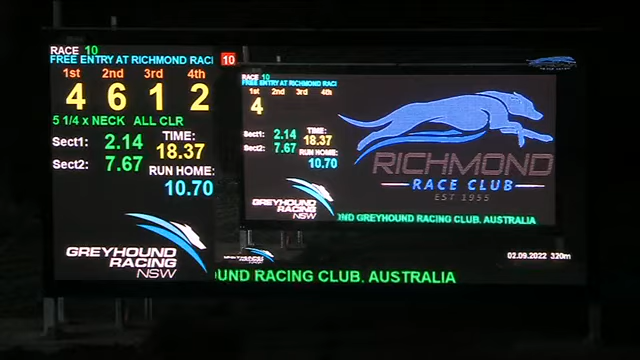 RACE 10
FREE ENTRY AT RICHMOND RACI
1st 2nd 3rd 4th
4 6 1 2
5 1/4 x NECK ALL CLR
Sect1: 2.14 TIME: 18.37
Sect2: 7.67 RUN HOME: 10.70
GREYHOUND
RACING
NSW
UND RACING CLUB. AUSTRALIA
10
RACE 10
FREE ENTRY AT RICHMOND RACI
1st 2nd 3rd 4th
4
Sect1: 2.14 TIME: 18.37
Sect2: 7.67 RUN HOME: 10.70
GREYHOUND
RACING
NSW
ND GREYHOUND RACING CLUB. AUSTRALIA
RICHMOND
RACE CLUB
EST 1955
02.09.2022 320m